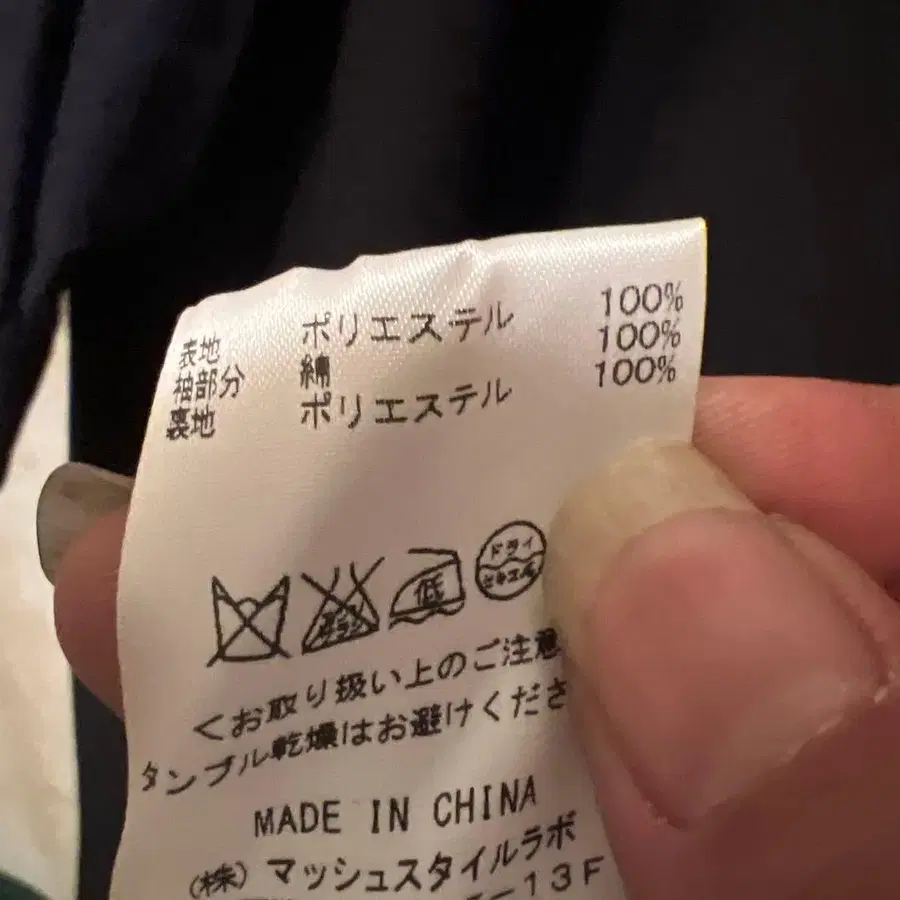 表地 ポリエステル 100%
袖部分 綿 100%
裏地 ポリエステル 100%
低 ドライ
セキユ系
<お取り扱い上のご注意
タンブル乾燥はお避けくださ
MADE IN CHINA
(株) マッシュスタイルラボ
13F